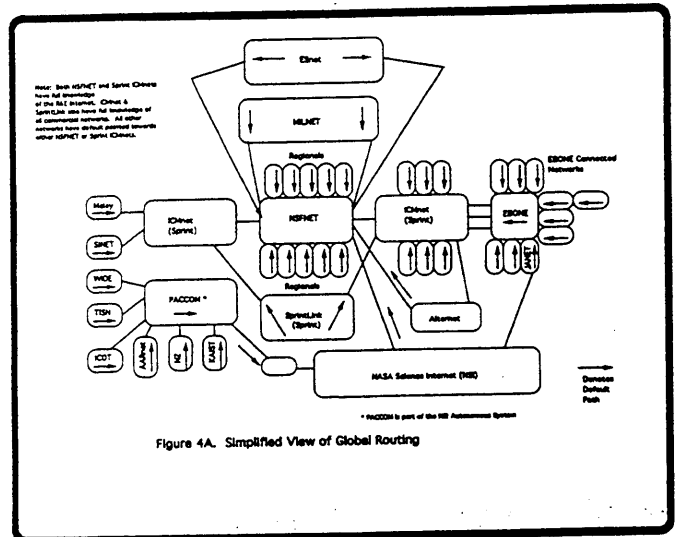 Note: Both NSFNET and Sprint ICMnets
have full knowledge
of the R&E Internet. ICMnet &
SprintLink also have full knowledge of
all commercial networks. All other
networks have default pointed towards
either NSFNET or Sprint ICMnets.
ESnet
MILNET
Regionals
EBONE Connected
Networks
ICMnet
(Sprint)
NSFNET
ICMnet
(Sprint)
EBONE
SINET
WIDE
TISN
ICOT
PACCOM *
AARnet
NZ
KAIST
Regionals
SprintLink
(Sprint)
Alternet
JANET
NASA Science Internet (NSI)
Denotes
Default
Path
* PACCOM is part of the NSI Autonomous System
Figure 4A. Simplified View of Global Routing